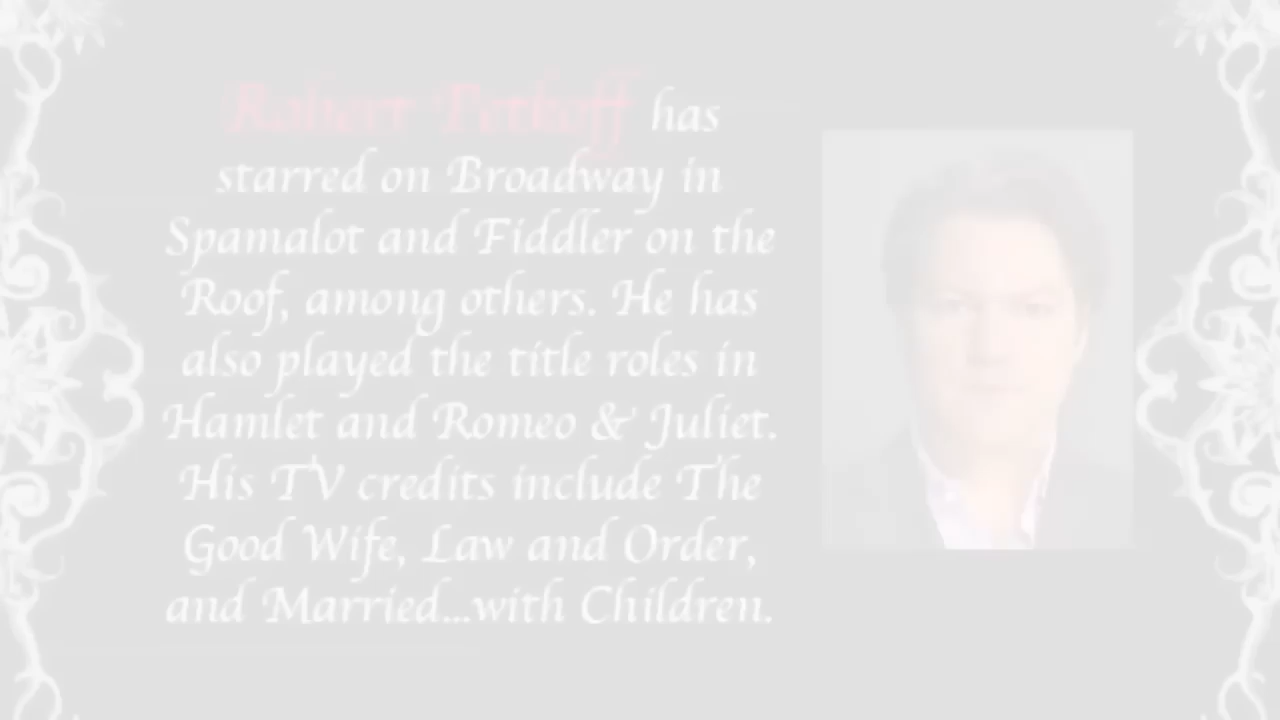 Robert Petkoff has
starred on Broadway in
Spamalot and Fiddler on the
Roof, among others. He has
also played the title roles in
Hamlet and Romeo & Juliet.
His TV credits include The
Good Wife, Law and Order,
and Married...with Children.